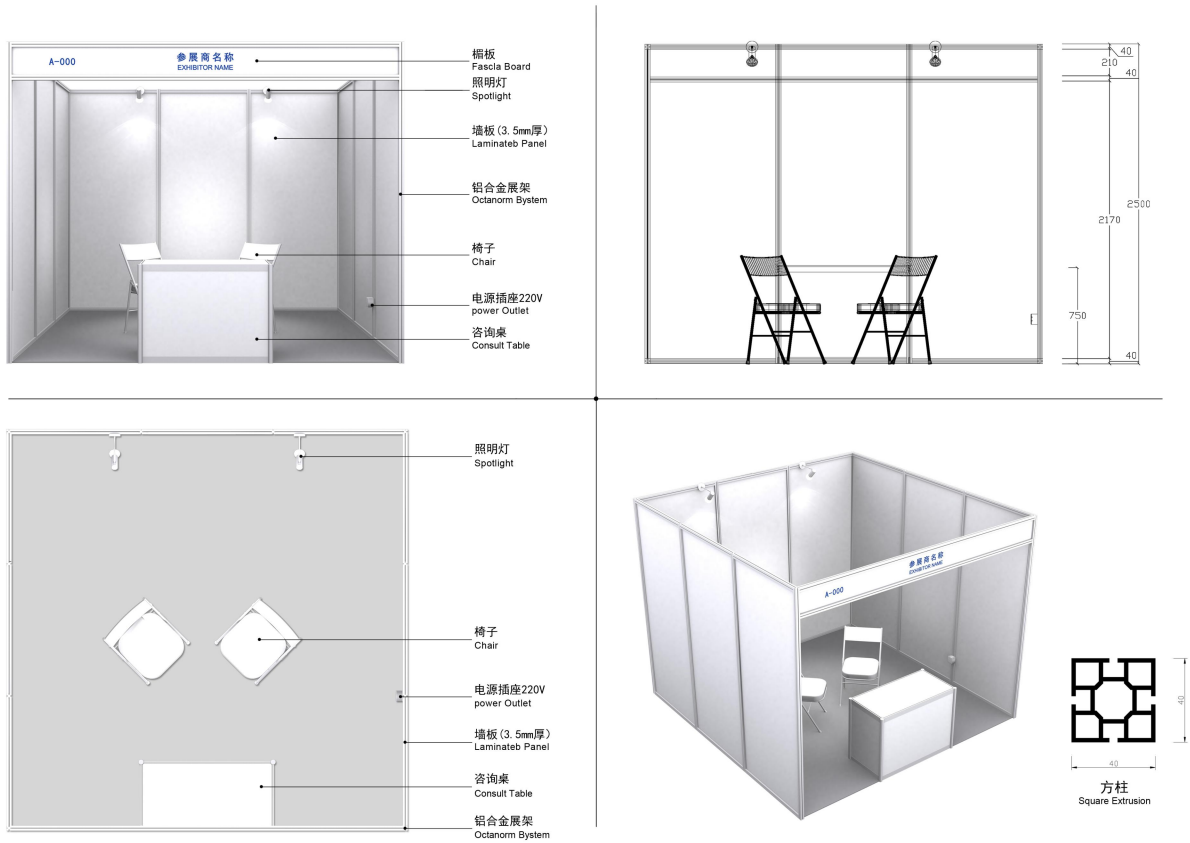 A-000
参展商名称
EXHIBITOR NAME
楣板
Fascla Board
照明灯
Spotlight
墙板(3.5mm厚)
Laminateb Panel
铝合金展架
Octanorm Bystem
椅子
Chair
电源插座220V
power Outlet
咨询桌
Consult Table
40
210
40
2500
2170
750
40
照明灯
Spotlight
椅子
Chair
电源插座220V
power Outlet
墙板(3.5mm厚)
Laminateb Panel
咨询桌
Consult Table
铝合金展架
Octanorm Bystem
参展商名称
EXHIBITOR NAME
A-000
40
40
方柱
Square Extrusion